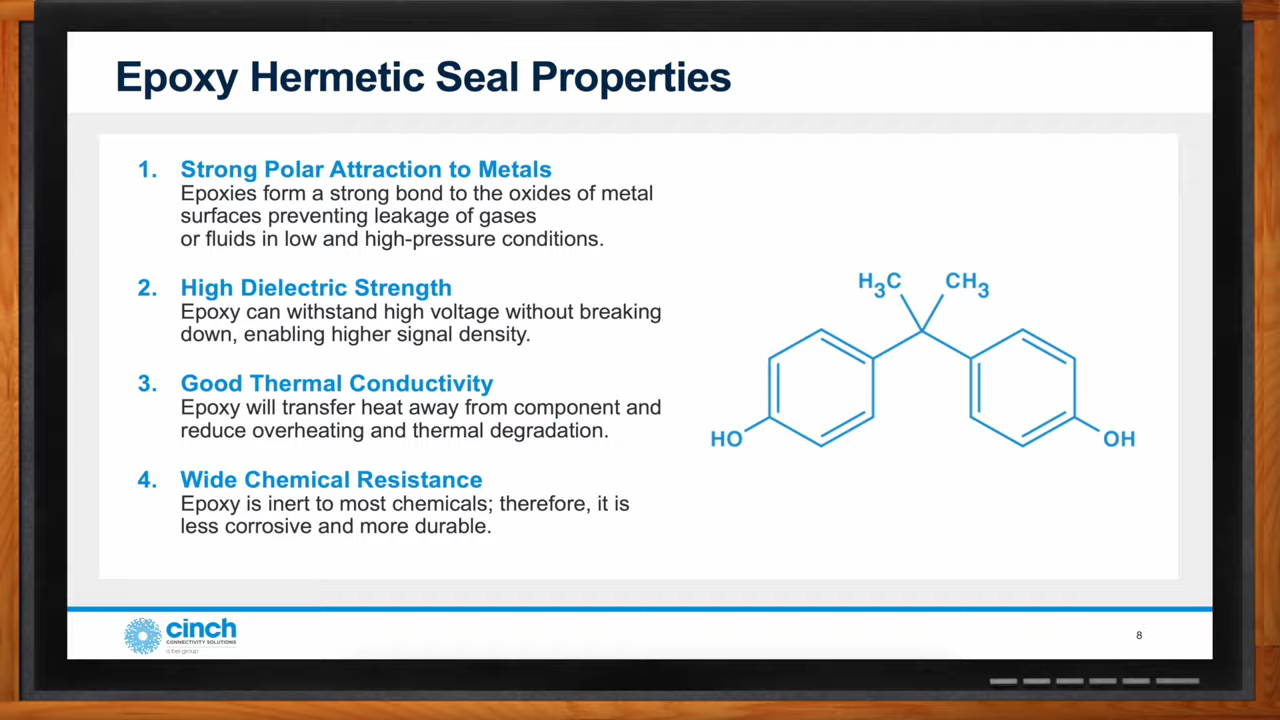 Epoxy Hermetic Seal Properties
1. Strong Polar Attraction to Metals
Epoxies form a strong bond to the oxides of metal
surfaces preventing leakage of gases
or fluids in low and high-pressure conditions.
2. High Dielectric Strength
Epoxy can withstand high voltage without breaking
down, enabling higher signal density.
3. Good Thermal Conductivity
Epoxy will transfer heat away from component and
reduce overheating and thermal degradation.
4. Wide Chemical Resistance
Epoxy is inert to most chemicals; therefore, it is
less corrosive and more durable.
H₃C CH₃
HO OH
cinch
CONNECTIVITY SOLUTIONS
a bel group
8